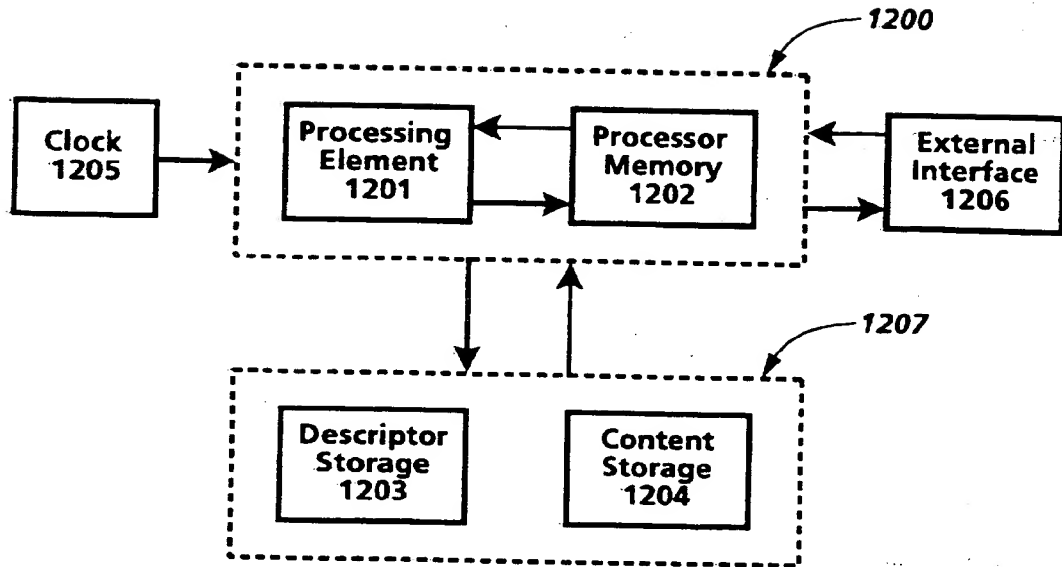 1200
Clock
1205
Processing
Element
1201
Processor
Memory
1202
External
Interface
1206
1207
Descriptor
Storage
1203
Content
Storage
1204